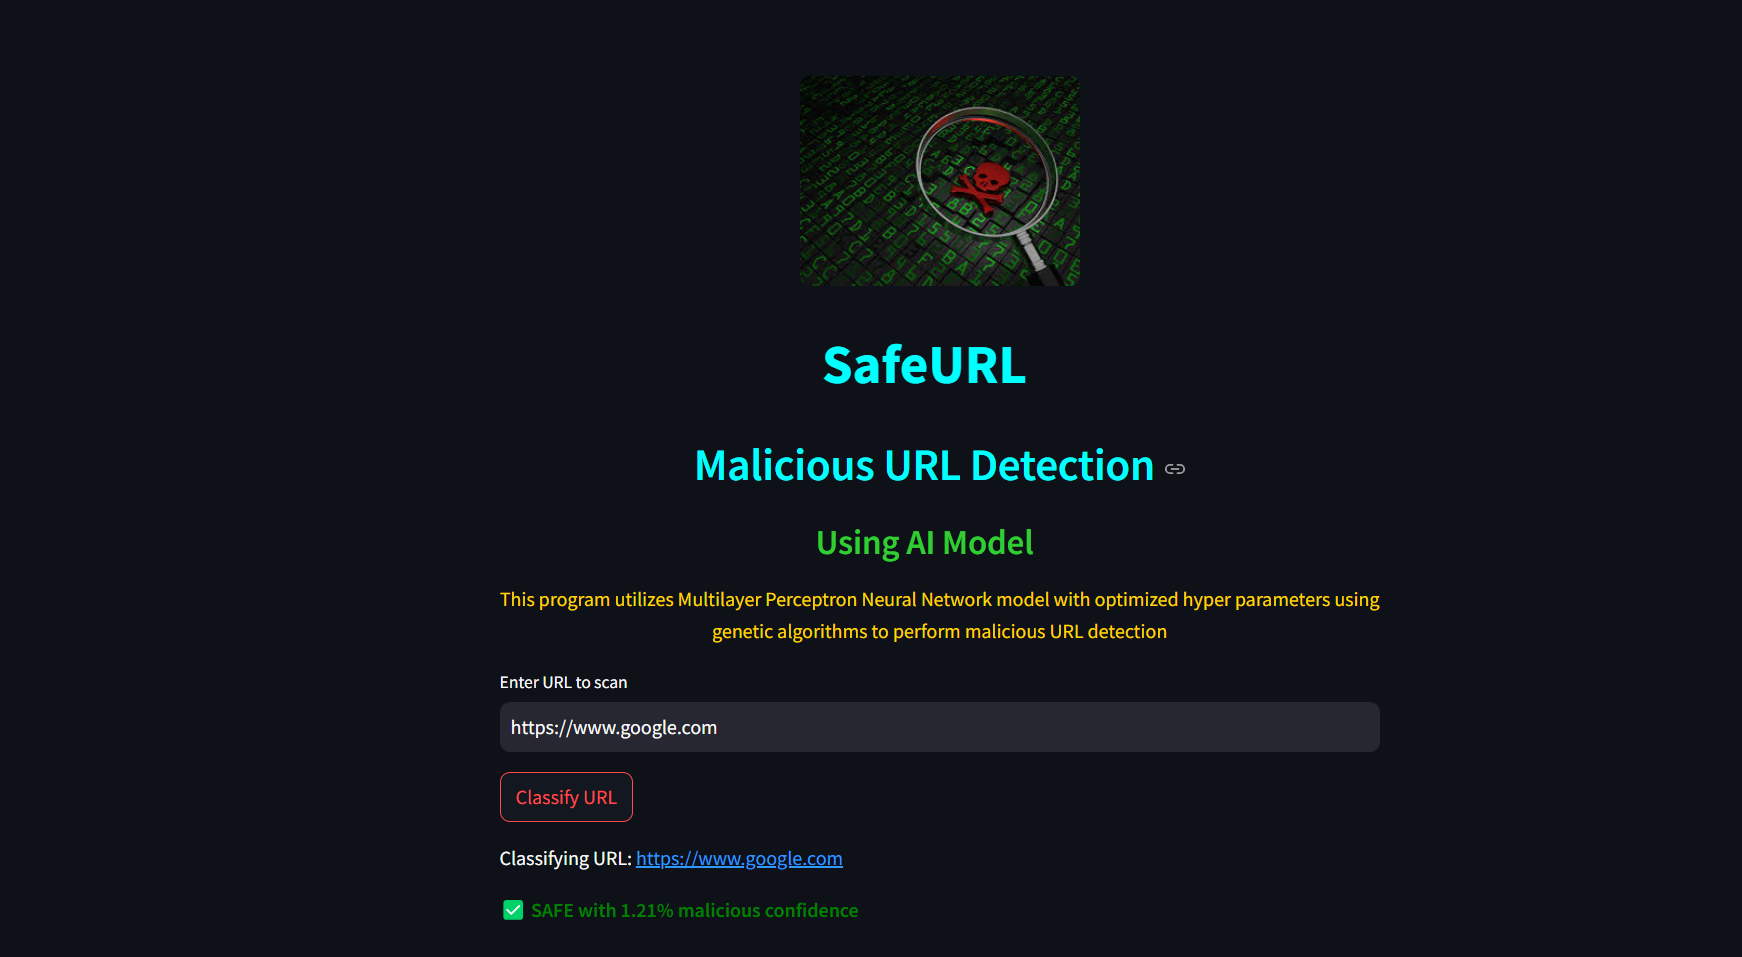 SafeURL
Malicious URL Detection
Using AI Model
This program utilizes Multilayer Perceptron Neural Network model with optimized hyper parameters using
genetic algorithms to perform malicious URL detection
Enter URL to scan
https://www.google.com
Classify URL
Classifying URL: https://www.google.com
SAFE with 1.21% malicious confidence